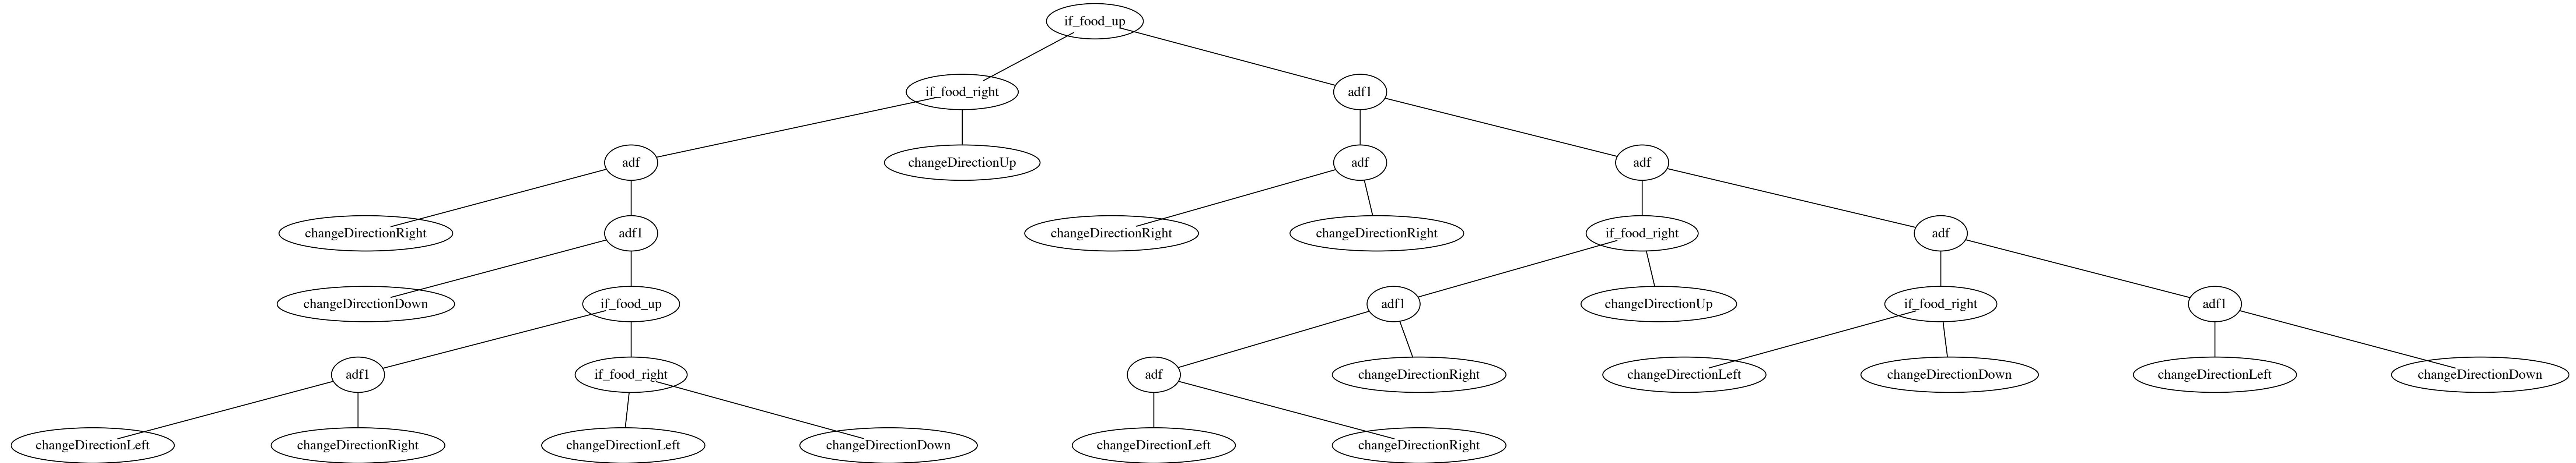 if_food_up
if_food_right
adf1
adf
changeDirectionUp
adf
adf
changeDirectionRight
adf1
changeDirectionRight
changeDirectionRight
if_food_right
adf
changeDirectionDown
if_food_up
adf1
changeDirectionUp
if_food_right
adf1
adf1
if_food_right
adf
changeDirectionRight
changeDirectionLeft
changeDirectionDown
changeDirectionLeft
changeDirectionDown
changeDirectionLeft
changeDirectionRight
changeDirectionLeft
changeDirectionDown
changeDirectionLeft
changeDirectionRight